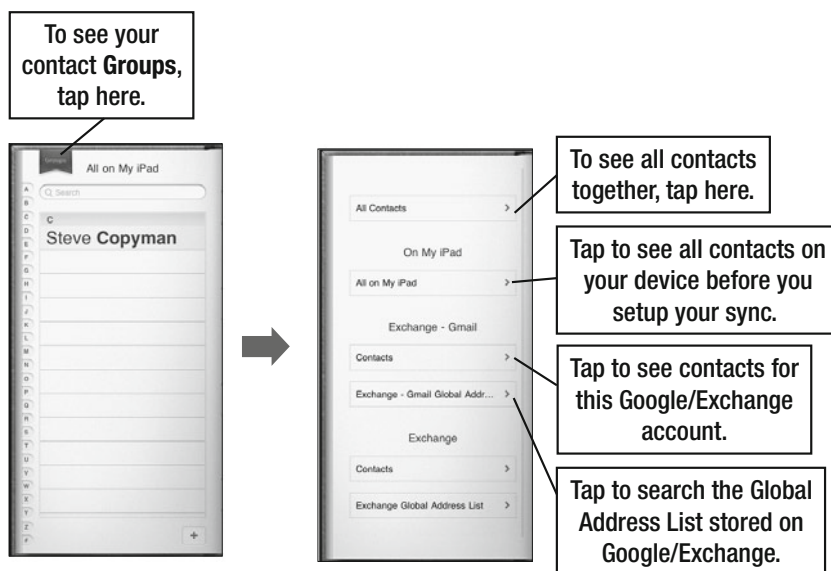 To see your
contact Groups,
tap here.
Groups
All on My iPad
Search
A
B
C
D
E
F
G
H
I
J
K
L
M
N
O
P
Q
R
S
T
U
V
W
X
Y
Z
#
C
Steve Copyman
+
All Contacts >
On My iPad
All on My iPad >
Exchange - Gmail
Contacts >
Exchange - Gmail Global Addr... >
Exchange
Contacts >
Exchange Global Address List >
To see all contacts
together, tap here.
Tap to see all contacts on
your device before you
setup your sync.
Tap to see contacts for
this Google/Exchange
account.
Tap to search the Global
Address List stored on
Google/Exchange.